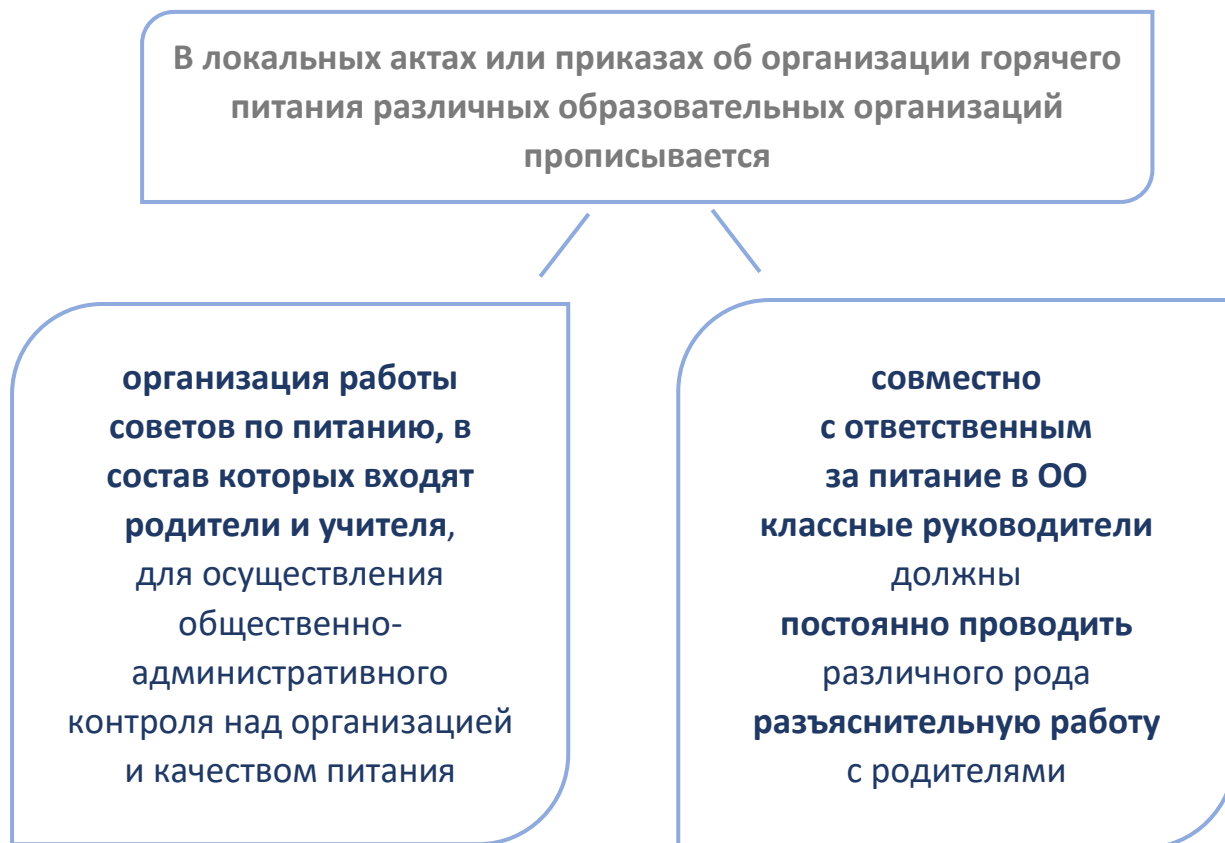 В локальных актах или приказах об организации горячего
питания различных образовательных организаций
прописывается
организация работы
советов по питанию, в
состав которых входят
родители и учителя,
для осуществления
общественно-
административного
контроля над организацией
и качеством питания
совместно
с ответственным
за питание в ОО
классные руководители
должны
постоянно проводить
различного рода
разъяснительную работу
с родителями